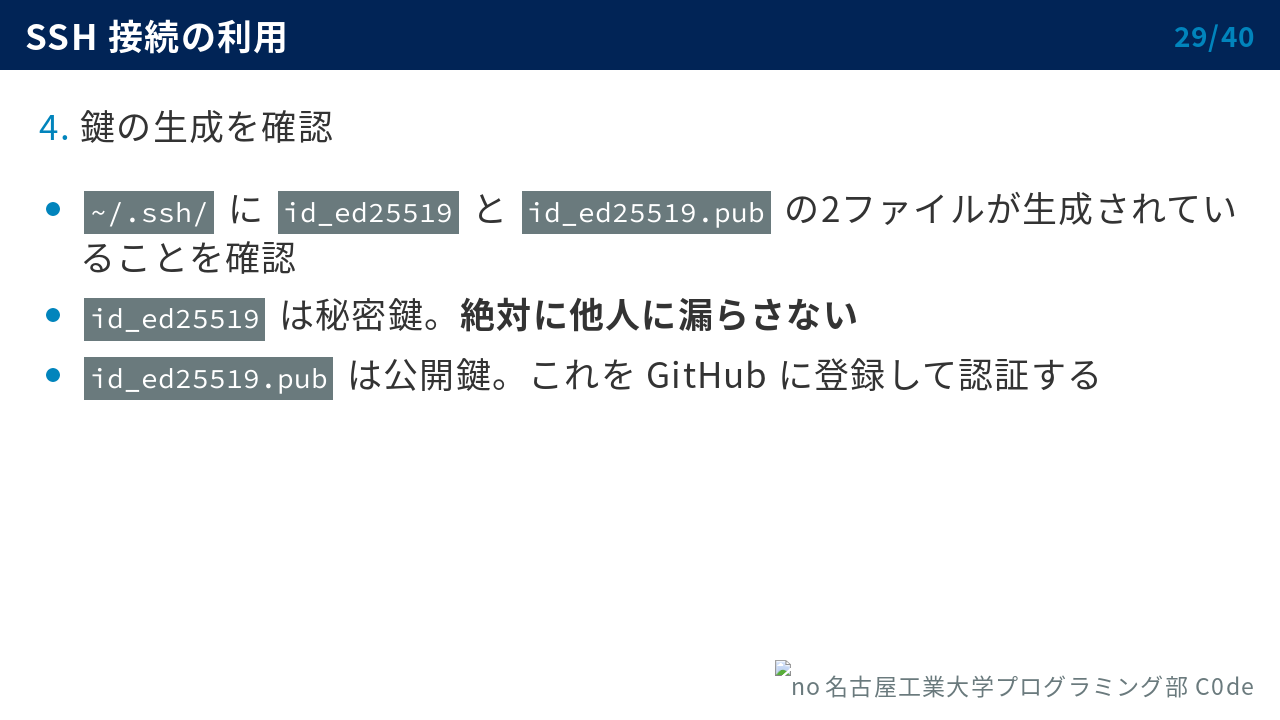 SSH 接続の利用
29/40
4. 鍵の生成を確認
~/.ssh/ に id_ed25519 と id_ed25519.pub の2ファイルが生成されてい
ることを確認
id_ed25519 は秘密鍵。絶対に他人に漏らさない
id_ed25519.pub は公開鍵。これを GitHub に登録して認証する
no 名古屋工業大学プログラミング部 C0de